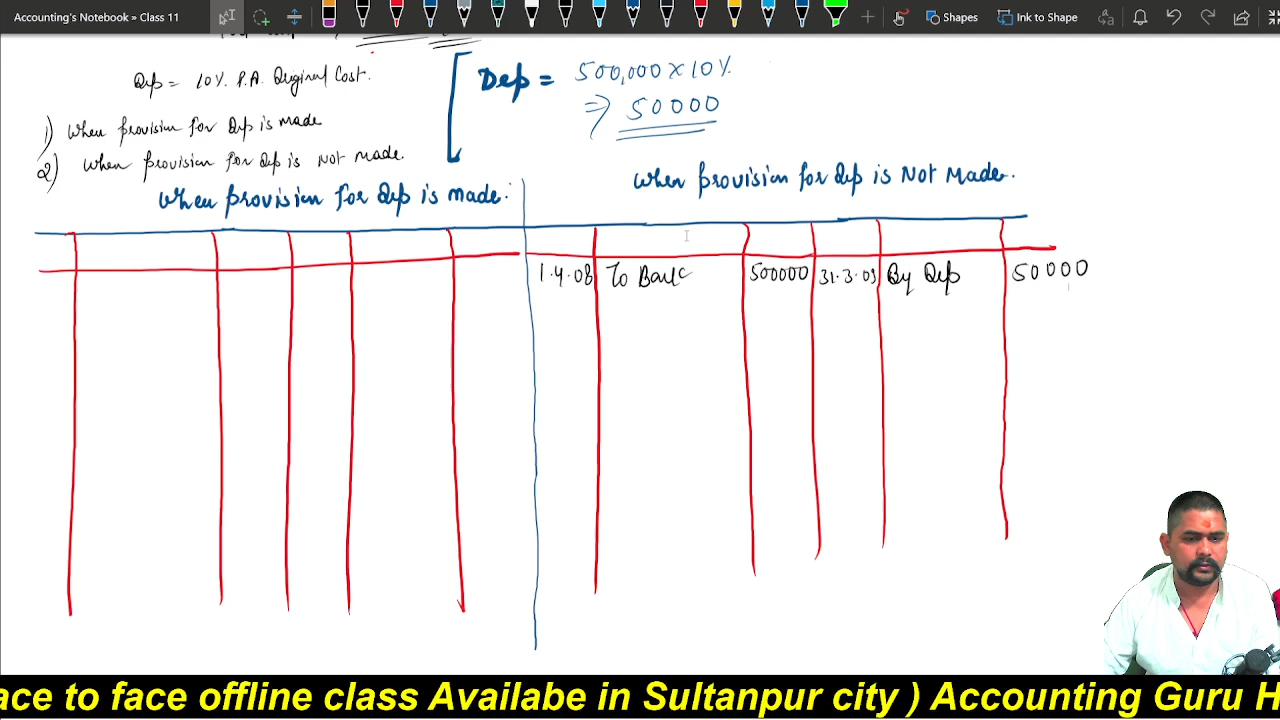 Accounting's Notebook » Class 11
Shapes
Ink to Shape
Dep = 10% P.A. Original Cost.
1) When provision for Dep is made
2) When provision for Dep is Not made.
Dep = 500,000 x 10%
⇒ 50000
When provision for Dep is made.
When provision for Dep is Not Made.
1.4.08 To Bank 500000 31.3.09 By Dep 50000
ace to face offline class Availabe in Sultanpur city ) Accounting Guru H